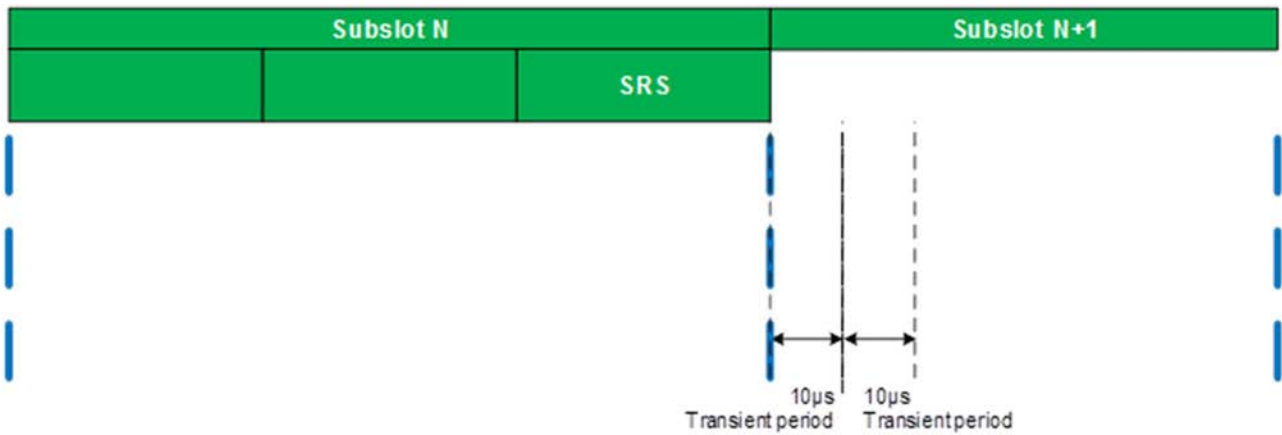 Subslot N
Subslot N+1
SRS
10µs
10µs
Transient period
Transient period